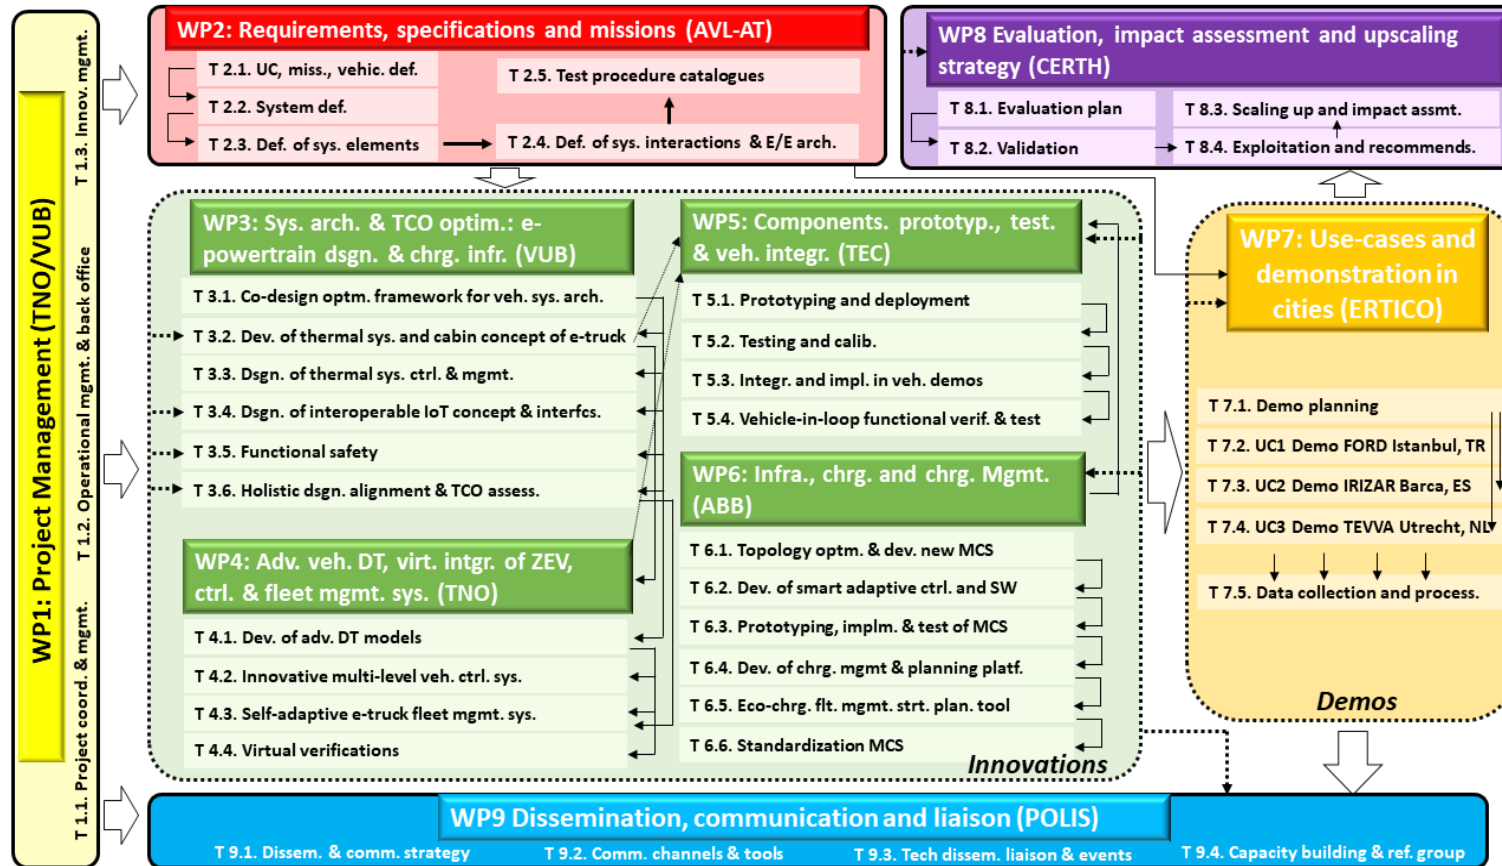 WP1: Project Management (TNO/VUB)
T 1.1. Project coord. & mgmt.
T 1.2. Operational mgmt. & back office
T 1.3. Innov. mgmt.
WP2: Requirements, specifications and missions (AVL-AT)
T 2.1. UC, miss., vehic. def.
T 2.2. System def.
T 2.3. Def. of sys. elements
T 2.5. Test procedure catalogues
T 2.4. Def. of sys. interactions & E/E arch.
WP8 Evaluation, impact assessment and upscaling
strategy (CERTH)
T 8.1. Evaluation plan
T 8.2. Validation
T 8.3. Scaling up and impact assmt.
T 8.4. Exploitation and recommends.
WP3: Sys. arch. & TCO optim.: e-
powertrain dsgn. & chrg. infr. (VUB)
T 3.1. Co-design optm. framework for veh. sys. arch.
T 3.2. Dev. of thermal sys. and cabin concept of e-truck
T 3.3. Dsgn. of thermal sys. ctrl. & mgmt.
T 3.4. Dsgn. of interoperable IoT concept & interfcs.
T 3.5. Functional safety
T 3.6. Holistic dsgn. alignment & TCO assess.
WP4: Adv. veh. DT, virt. intgr. of ZEV,
ctrl. & fleet mgmt. sys. (TNO)
T 4.1. Dev. of adv. DT models
T 4.2. Innovative multi-level veh. ctrl. sys.
T 4.3. Self-adaptive e-truck fleet mgmt. sys.
T 4.4. Virtual verifications
WP5: Components. prototyp., test.
& veh. integr. (TEC)
T 5.1. Prototyping and deployment
T 5.2. Testing and calib.
T 5.3. Integr. and impl. in veh. demos
T 5.4. Vehicle-in-loop functional verif. & test
WP6: Infra., chrg. and chrg. Mgmt.
(ABB)
T 6.1. Topology optm. & dev. new MCS
T 6.2. Dev. of smart adaptive ctrl. and SW
T 6.3. Prototyping, implm. & test of MCS
T 6.4. Dev. of chrg. mgmt & planning platf.
T 6.5. Eco-chrg. flt. mgmt. strt. plan. tool
T 6.6. Standardization MCS
Innovations
WP7: Use-cases and
demonstration in
cities (ERTICO)
T 7.1. Demo planning
T 7.2. UC1 Demo FORD Istanbul, TR
T 7.3. UC2 Demo IRIZAR Barca, ES
T 7.4. UC3 Demo TEVVA Utrecht, NL
T 7.5. Data collection and process.
Demos
WP9 Dissemination, communication and liaison (POLIS)
T 9.1. Dissem. & comm. strategy
T 9.2. Comm. channels & tools
T 9.3. Tech dissem. liaison & events
T 9.4. Capacity building & ref. group